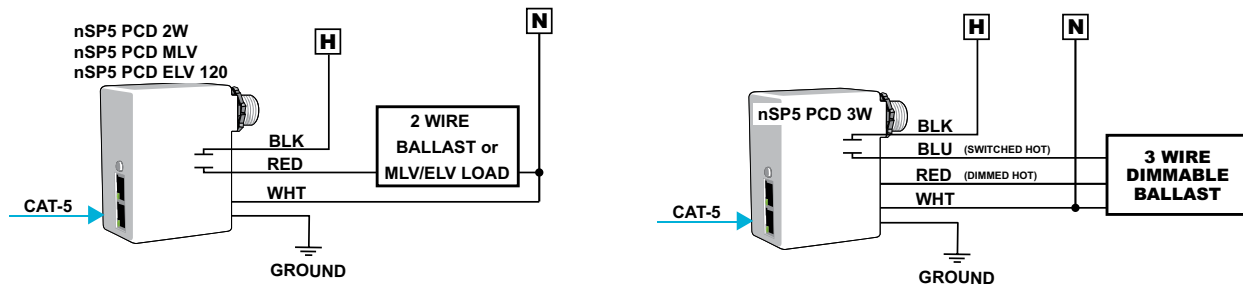 nSP5 PCD 2W
nSP5 PCD MLV
nSP5 PCD ELV 120
H
N
BLK
RED
2 WIRE
BALLAST or
MLV/ELV LOAD
WHT
CAT-5
GROUND
H
N
nSP5 PCD 3W
BLK
BLU (SWITCHED HOT)
RED (DIMMED HOT)
WHT
3 WIRE
DIMMABLE
BALLAST
CAT-5
GROUND